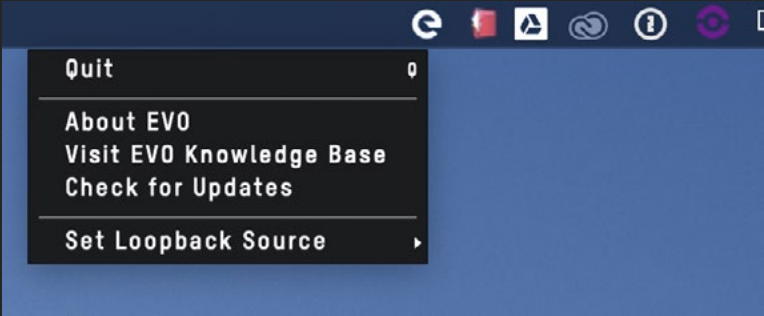 Quit Q
About EVO
Visit EVO Knowledge Base
Check for Updates
Set Loopback Source